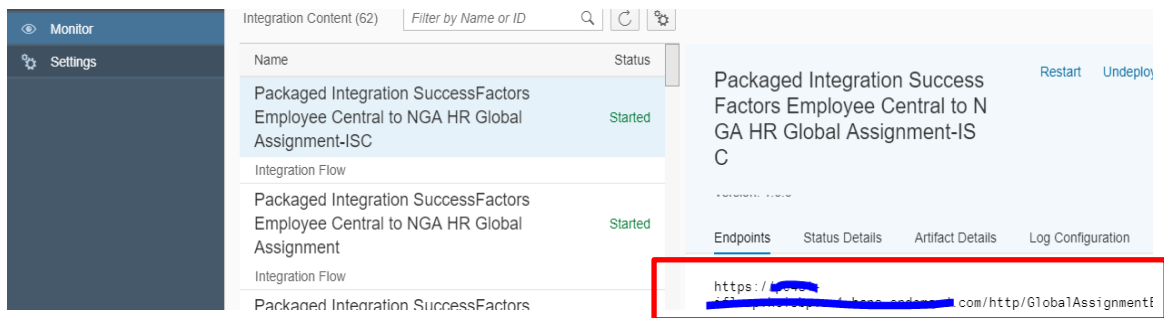 Monitor
Settings
Integration Content (62)
Filter by Name or ID
Name
Status
Packaged Integration SuccessFactors
Employee Central to NGA HR Global
Assignment-ISC
Started
Integration Flow
Packaged Integration SuccessFactors
Employee Central to NGA HR Global
Assignment
Started
Integration Flow
Packaged Integration SuccessFactors
Packaged Integration Success
Factors Employee Central to N
GA HR Global Assignment-IS
C
Restart
Undeploy
Endpoints
Status Details
Artifact Details
Log Configuration
https://
.com/http/GlobalAssignmentE